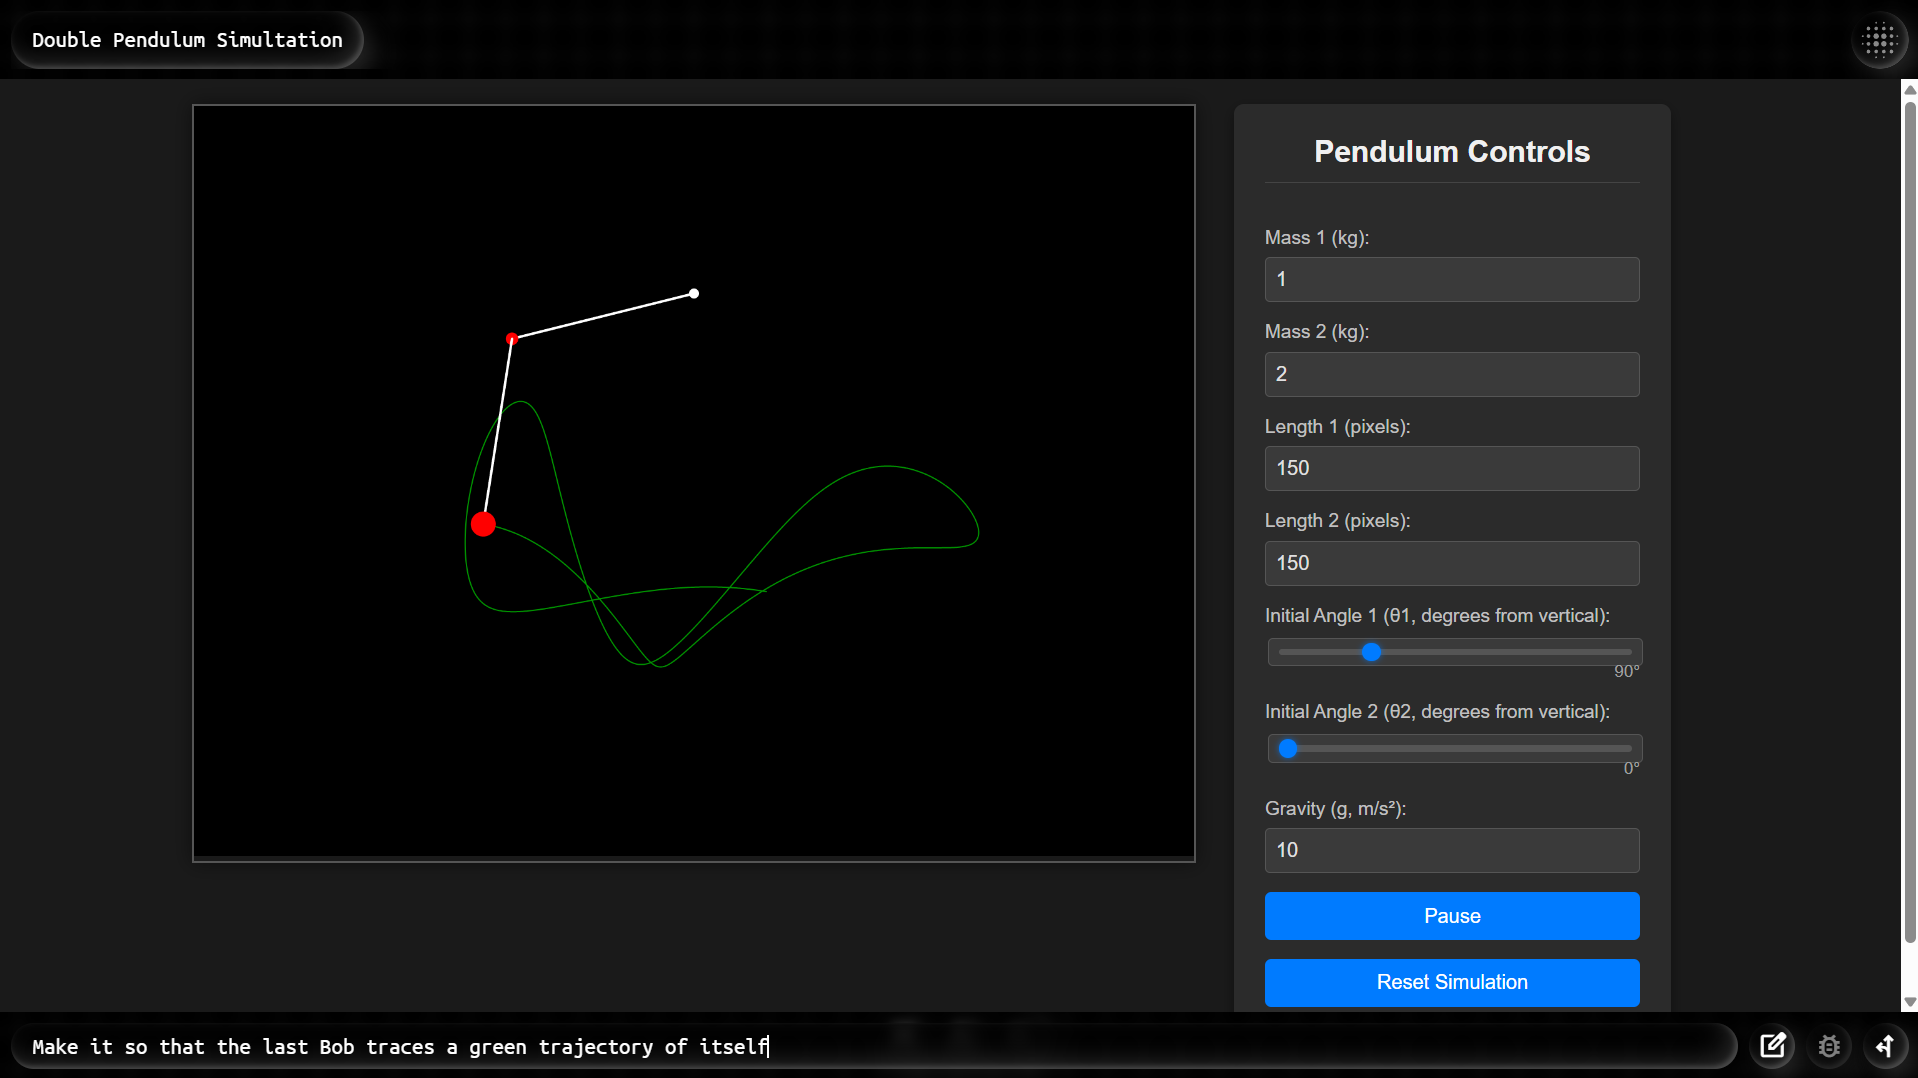 Double Pendulum Simultation
Pendulum Controls
Mass 1 (kg):
1
Mass 2 (kg):
2
Length 1 (pixels):
150
Length 2 (pixels):
150
Initial Angle 1 (θ1, degrees from vertical):
90°
Initial Angle 2 (θ2, degrees from vertical):
0°
Gravity (g, m/s²):
10
Pause
Reset Simulation
Make it so that the last Bob traces a green trajectory of itself